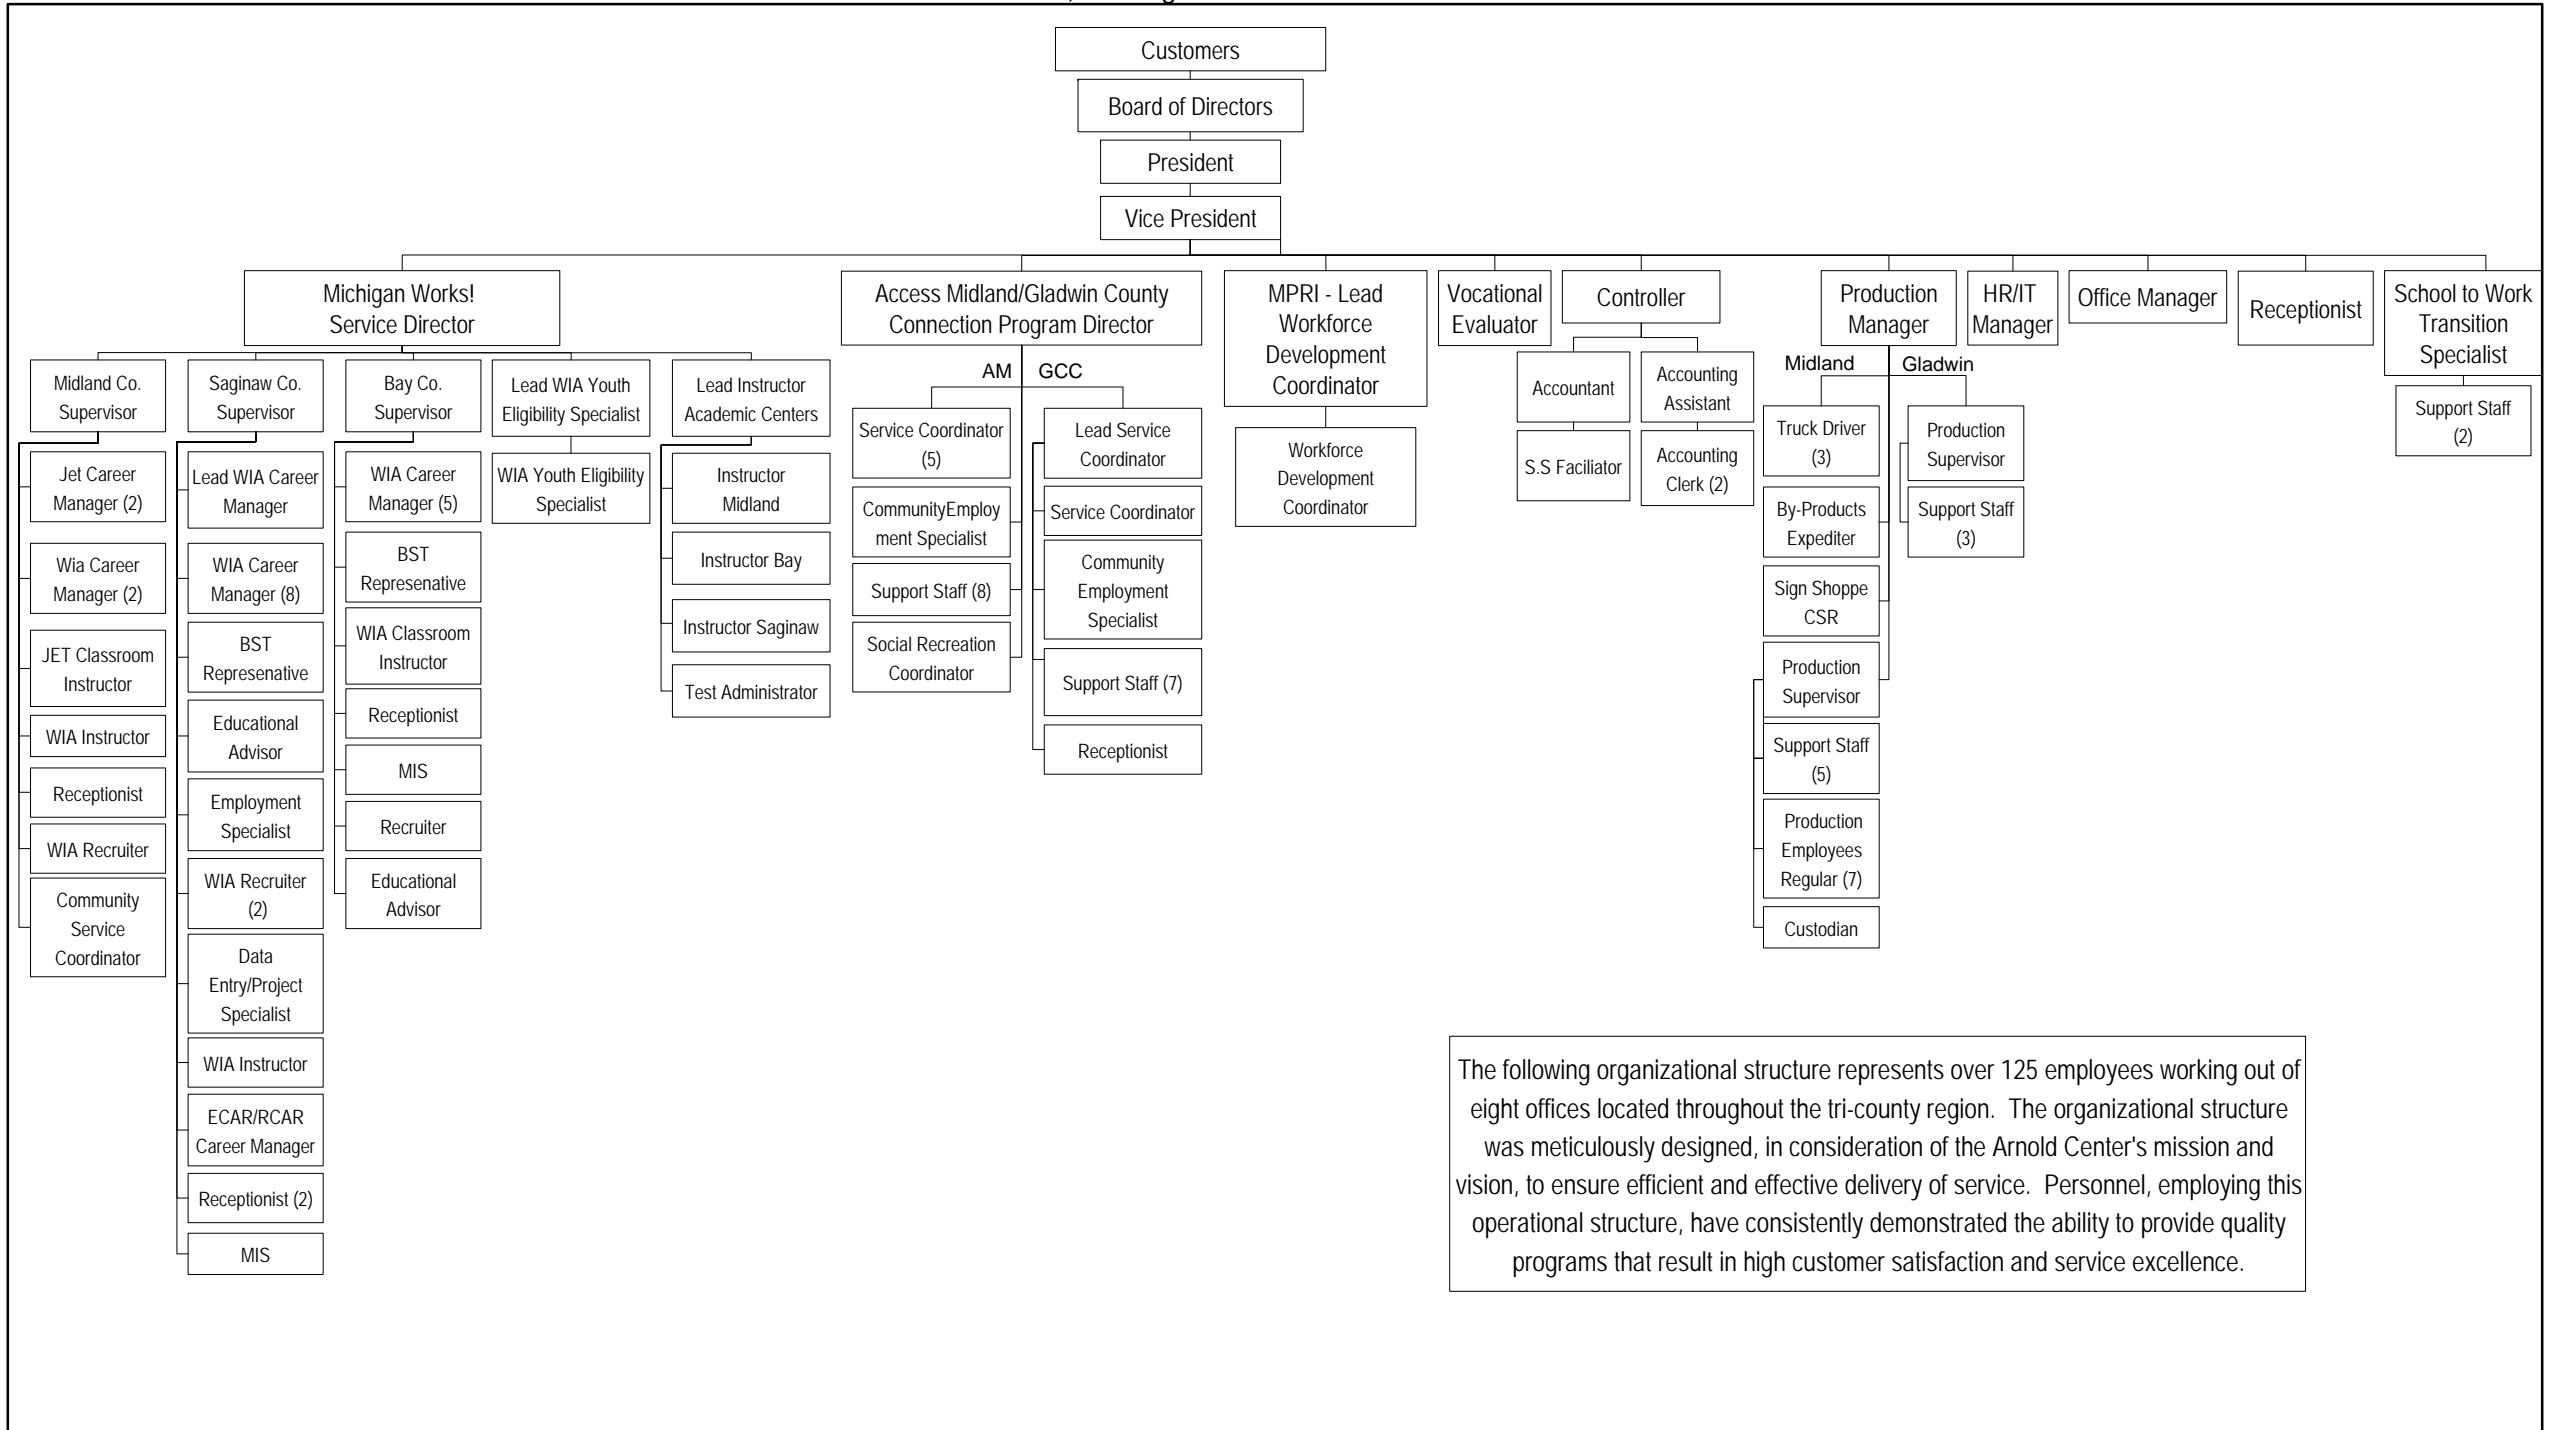 Customers
Board of Directors
President
Vice President
Michigan Works!
Service Director
Access Midland/Gladwin County
Connection Program Director
MPRI - Lead
Workforce
Development
Coordinator
Vocational
Evaluator
Controller
Production
Manager
HR/IT
Manager
Office Manager
Receptionist
School to Work
Transition
Specialist
Midland Co.
Supervisor
Jet Career
Manager (2)
Wia Career
Manager (2)
JET Classroom
Instructor
WIA Instructor
Receptionist
WIA Recruiter
Community
Service
Coordinator
Saginaw Co.
Supervisor
Lead WIA Career
Manager
WIA Career
Manager (8)
BST
Represenative
Educational
Advisor
Employment
Specialist
WIA Recruiter
(2)
Data
Entry/Project
Specialist
WIA Instructor
ECAR/RCAR
Career Manager
Receptionist (2)
MIS
Bay Co.
Supervisor
WIA Career
Manager (5)
BST
Represenative
WIA Classroom
Instructor
Receptionist
MIS
Recruiter
Educational
Advisor
Lead WIA Youth
Eligibility Specialist
WIA Youth Eligibility
Specialist
Lead Instructor
Academic Centers
Instructor
Midland
Instructor Bay
Instructor Saginaw
Test Administrator
AM
GCC
Service Coordinator
(5)
CommunityEmploy
ment Specialist
Support Staff (8)
Social Recreation
Coordinator
Lead Service
Coordinator
Service Coordinator
Community
Employment
Specialist
Support Staff (7)
Receptionist
Workforce
Development
Coordinator
Accountant
S.S Faciliator
Accounting
Assistant
Accounting
Clerk (2)
Midland
Gladwin
Truck Driver
(3)
By-Products
Expediter
Sign Shoppe
CSR
Production
Supervisor
Support Staff
(5)
Production
Employees
Regular (7)
Custodian
Production
Supervisor
Support Staff
(3)
Support Staff
(2)
The following organizational structure represents over 125 employees working out of
eight offices located throughout the tri-county region.  The organizational structure
was meticulously designed, in consideration of the Arnold Center's mission and
vision, to ensure efficient and effective delivery of service.  Personnel, employing this
operational structure, have consistently demonstrated the ability to provide quality
programs that result in high customer satisfaction and service excellence.